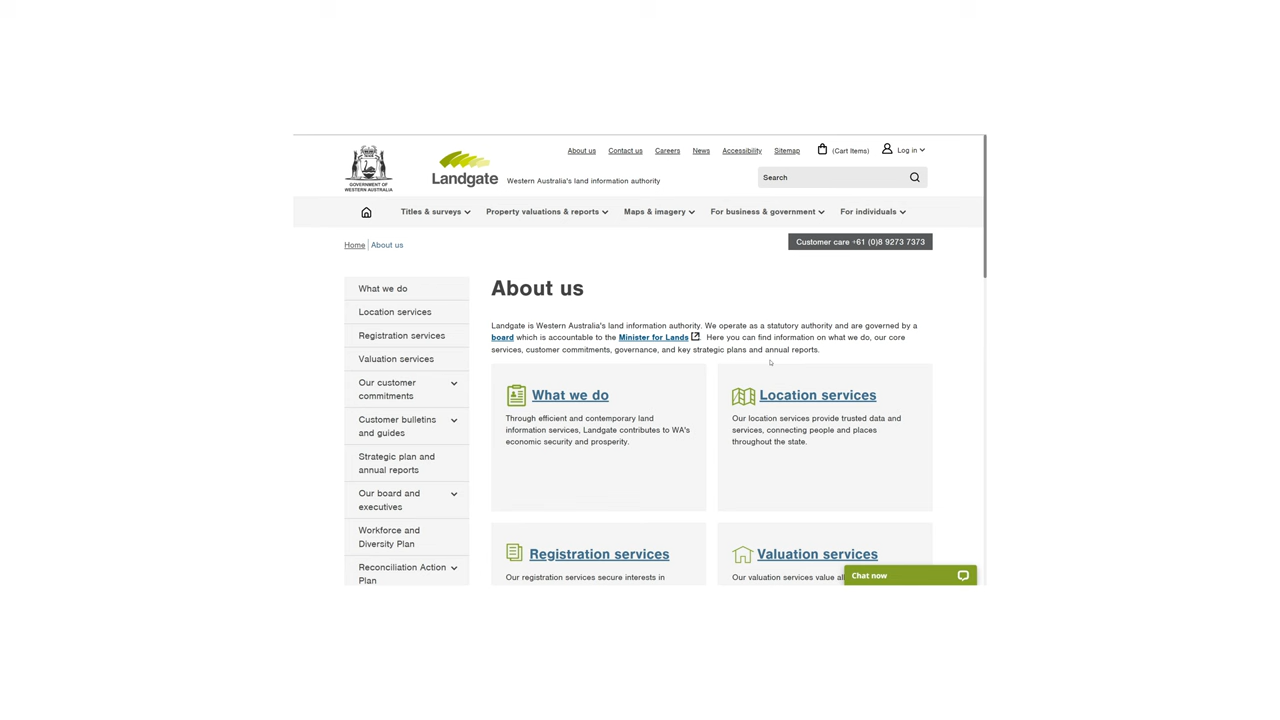 About us Contact us Careers News Accessibility Sitemap (Cart Items) Log in
GOVERNMENT OF
WESTERN AUSTRALIA
Landgate Western Australia's land information authority
Search
Titles & surveys Property valuations & reports Maps & imagery For business & government For individuals
Home About us
Customer care +61 (0)8 9273 7373
What we do
Location services
Registration services
Valuation services
Our customer
commitments
Customer bulletins
and guides
Strategic plan and
annual reports
Our board and
executives
Workforce and
Diversity Plan
Reconciliation Action
Plan
About us
Landgate is Western Australia's land information authority. We operate as a statutory authority and are governed by a
board which is accountable to the Minister for Lands. Here you can find information on what we do, our core
services, customer commitments, governance, and key strategic plans and annual reports.
What we do
Through efficient and contemporary land
information services, Landgate contributes to WA's
economic security and prosperity.
Location services
Our location services provide trusted data and
services, connecting people and places
throughout the state.
Registration services
Our registration services secure interests in
Valuation services
Our valuation services value
Chat now